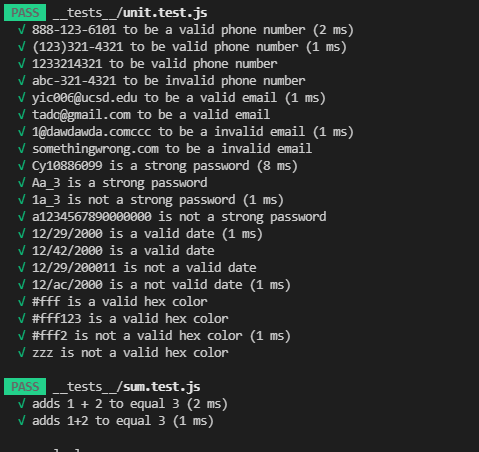 PASS __tests__/unit.test.js
√ 888-123-6101 to be a valid phone number (2 ms)
√ (123)321-4321 to be a valid phone number (1 ms)
√ 1233214321 to be valid phone number
√ abc-321-4321 to be invalid phone number
√ yic006@ucsd.edu to be a valid email (1 ms)
√ tadq@gmail.com to be a valid email
√ 1@dawdawda.comccc to be a invalid email (1 ms)
√ somethingwrong.com to be a invalid email
√ Cy10886099 is a strong password (8 ms)
√ Aa_3 is a strong password
√ 1a_3 is not a strong password (1 ms)
√ a1234567890000000 is not a strong password
√ 12/29/2000 is a valid date (1 ms)
√ 12/42/2000 is a valid date
√ 12/29/200011 is not a valid date
√ 12/ac/2000 is a not valid date (1 ms)
√ #fff is a valid hex color
√ #fff123 is a valid hex color
√ #fff2 is not a valid hex color (1 ms)
√ zzz is not a valid hex color
PASS __tests__/sum.test.js
√ adds 1 + 2 to equal 3 (2 ms)
√ adds 1+2 to equal 3 (1 ms)